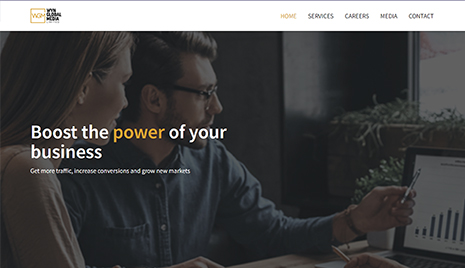 WGM
WYN
GLOBAL
MEDIA
HOME SERVICES CAREERS MEDIA CONTACT
Boost the power of your
business
Get more traffic, increase conversions and grow new markets